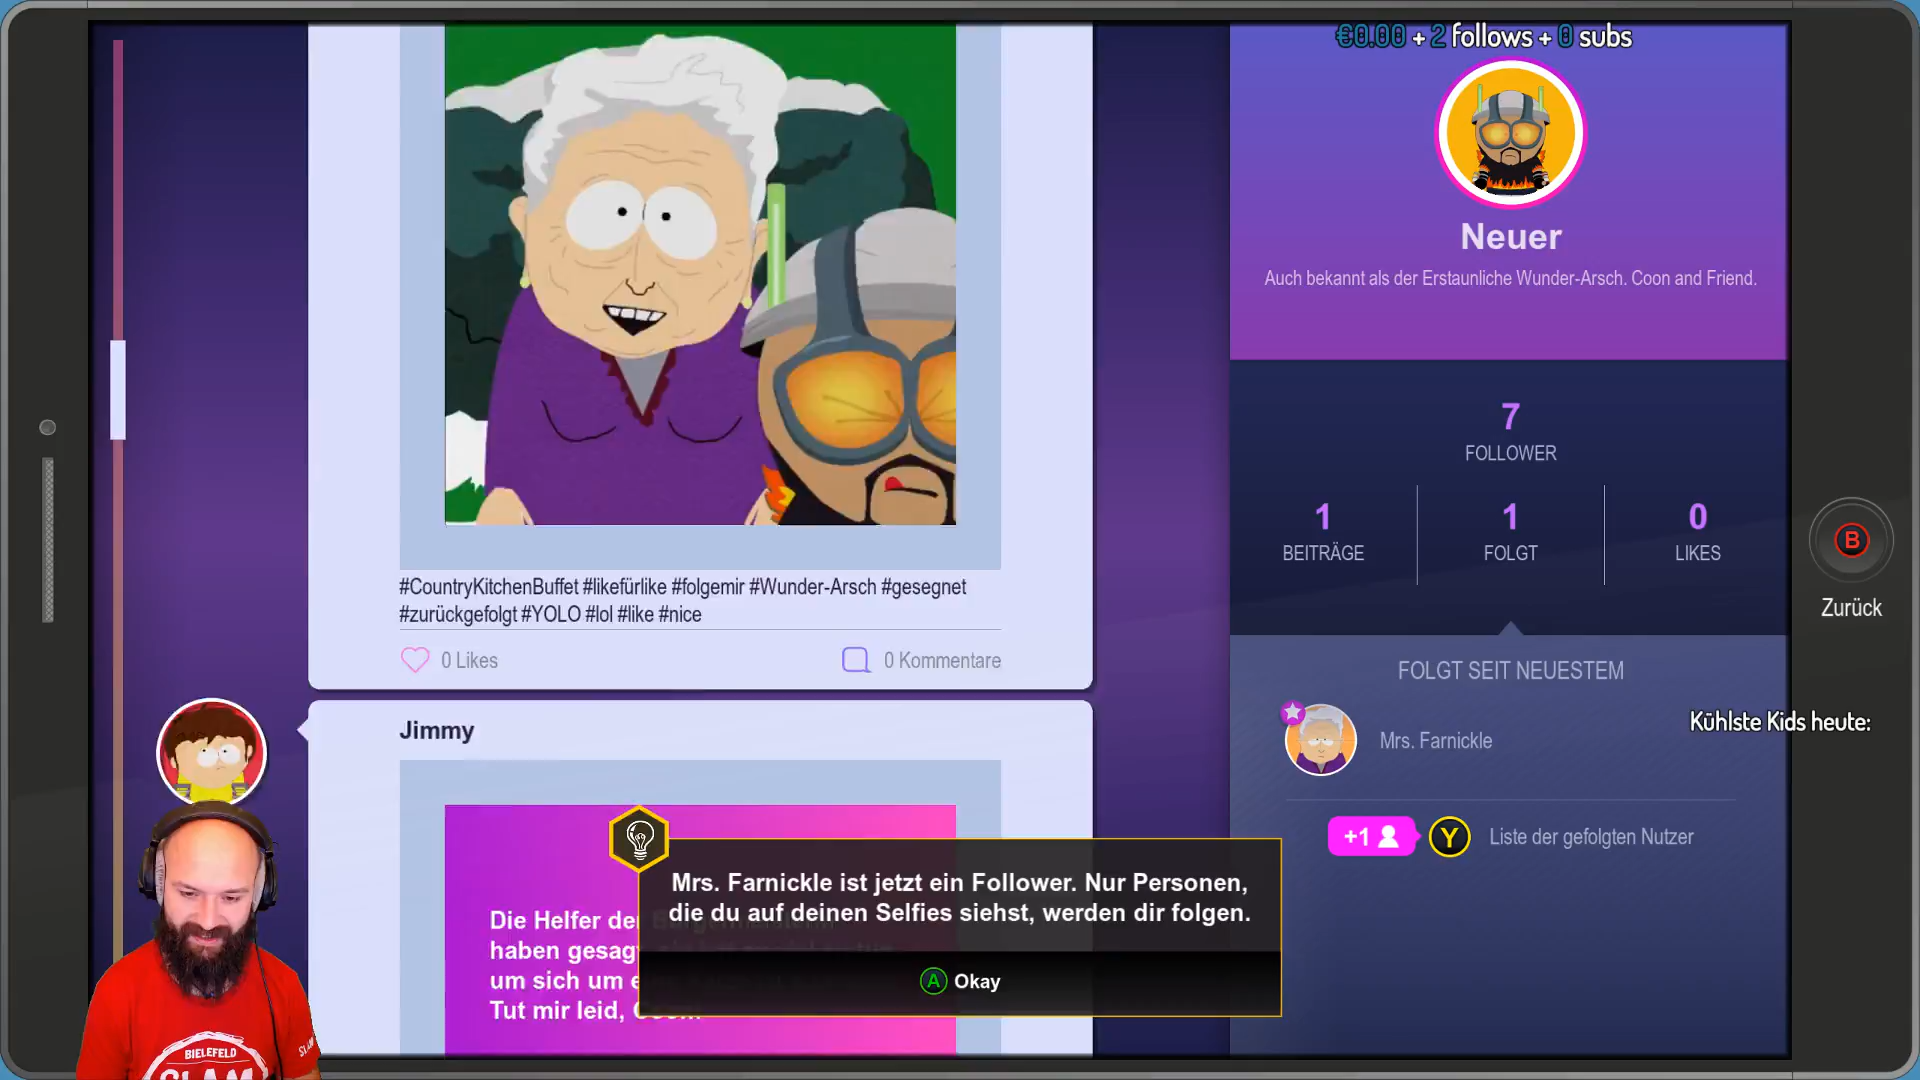 €0.00 + 2 follows + 0 subs
Neuer
Auch bekannt als der Erstaunliche Wunder-Arsch. Coon and Friend.
7
FOLLOWER
1
BEITRÄGE
1
FOLGT
0
LIKES
B
Zurück
#CountryKitchenBuffet #likefürlike #folgemir #Wunder-Arsch #gesegnet
#zurückgefolgt #YOLO #lol #like #nice
0 Likes
0 Kommentare
FOLGT SEIT NEUESTEM
Mrs. Farnickle
Kühlste Kids heute:
+1
Y
Liste der gefolgten Nutzer
Jimmy
Die Helfer
haben
um sich um
Tut mir leid,
Mrs. Farnickle ist jetzt ein Follower. Nur Personen,
die du auf deinen Selfies siehst, werden dir folgen.
A Okay
BIELEFELD
SLAM